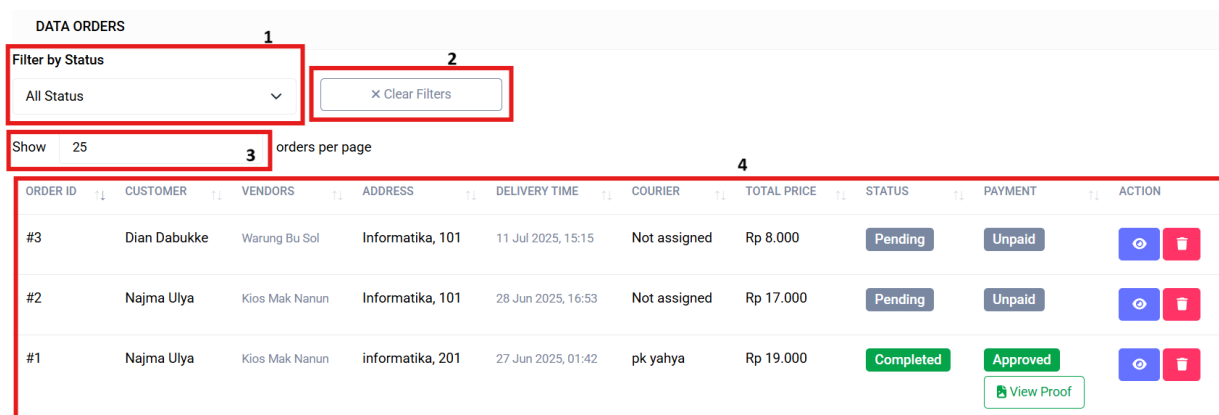 DATA ORDERS
1
Filter by Status
2
All Status
× Clear Filters
Show 25 orders per page
3
4
ORDER ID CUSTOMER VENDORS ADDRESS DELIVERY TIME COURIER TOTAL PRICE STATUS PAYMENT ACTION
#3 Dian Dabukke Warung Bu Sol Informatika, 101 11 Jul 2025, 15:15 Not assigned Rp 8.000 Pending Unpaid
#2 Najma Ulya Kios Mak Nanun Informatika, 101 28 Jun 2025, 16:53 Not assigned Rp 17.000 Pending Unpaid
#1 Najma Ulya Kios Mak Nanun informatika, 201 27 Jun 2025, 01:42 pk yahya Rp 19.000 Completed Approved
View Proof